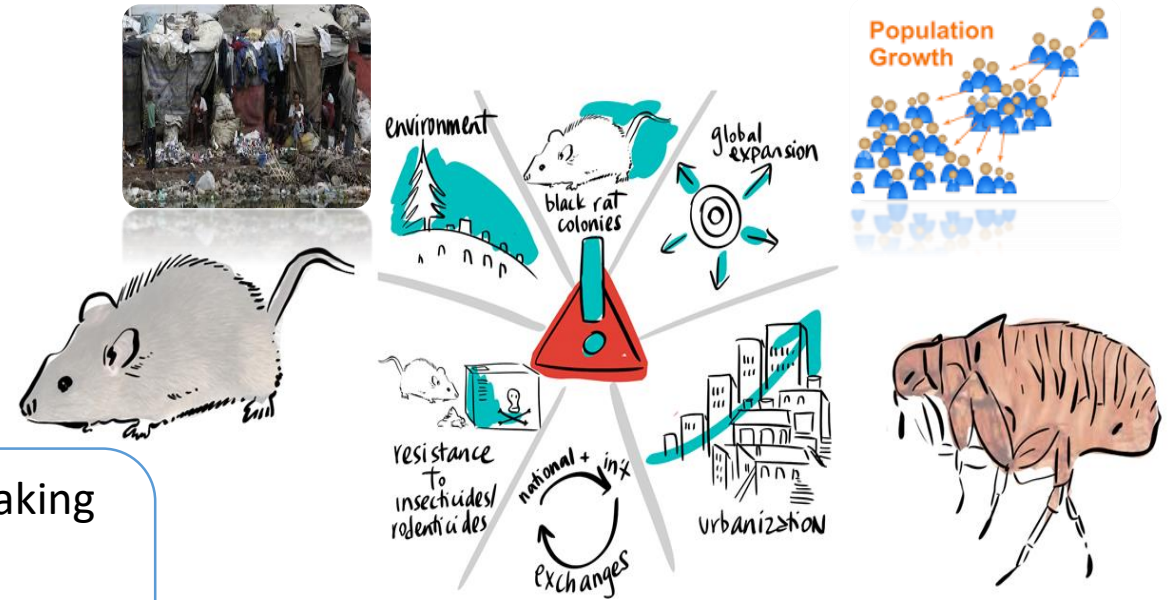 Population
Growth
environment
black rat
colonies
global
expansion
resistance
to
insecticides/
rodenticides
national + int'l
exchanges
urbanization
aking